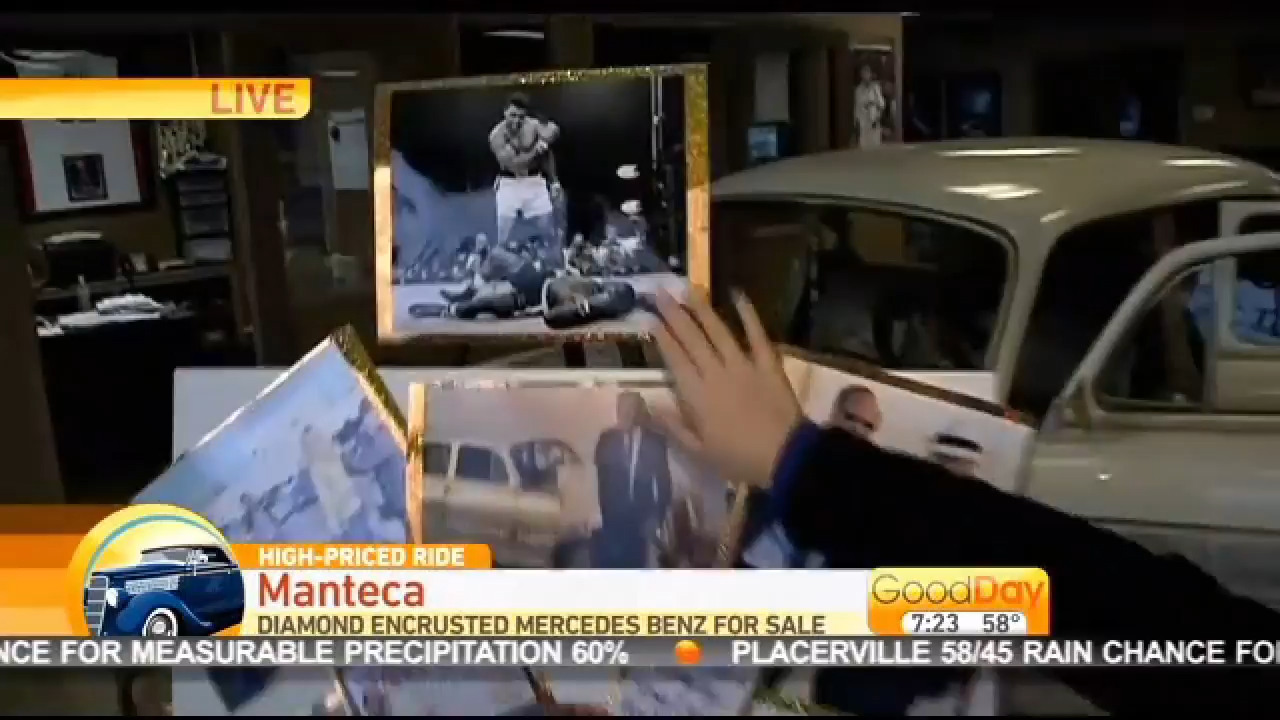 LIVE
HIGH-PRICED RIDE
Manteca
DIAMOND ENCRUSTED MERCEDES BENZ FOR SALE
GoodDay
7:23 58°
NCE FOR MEASURABLE PRECIPITATION 60% PLACERVILLE 58/45 RAIN CHANCE FO